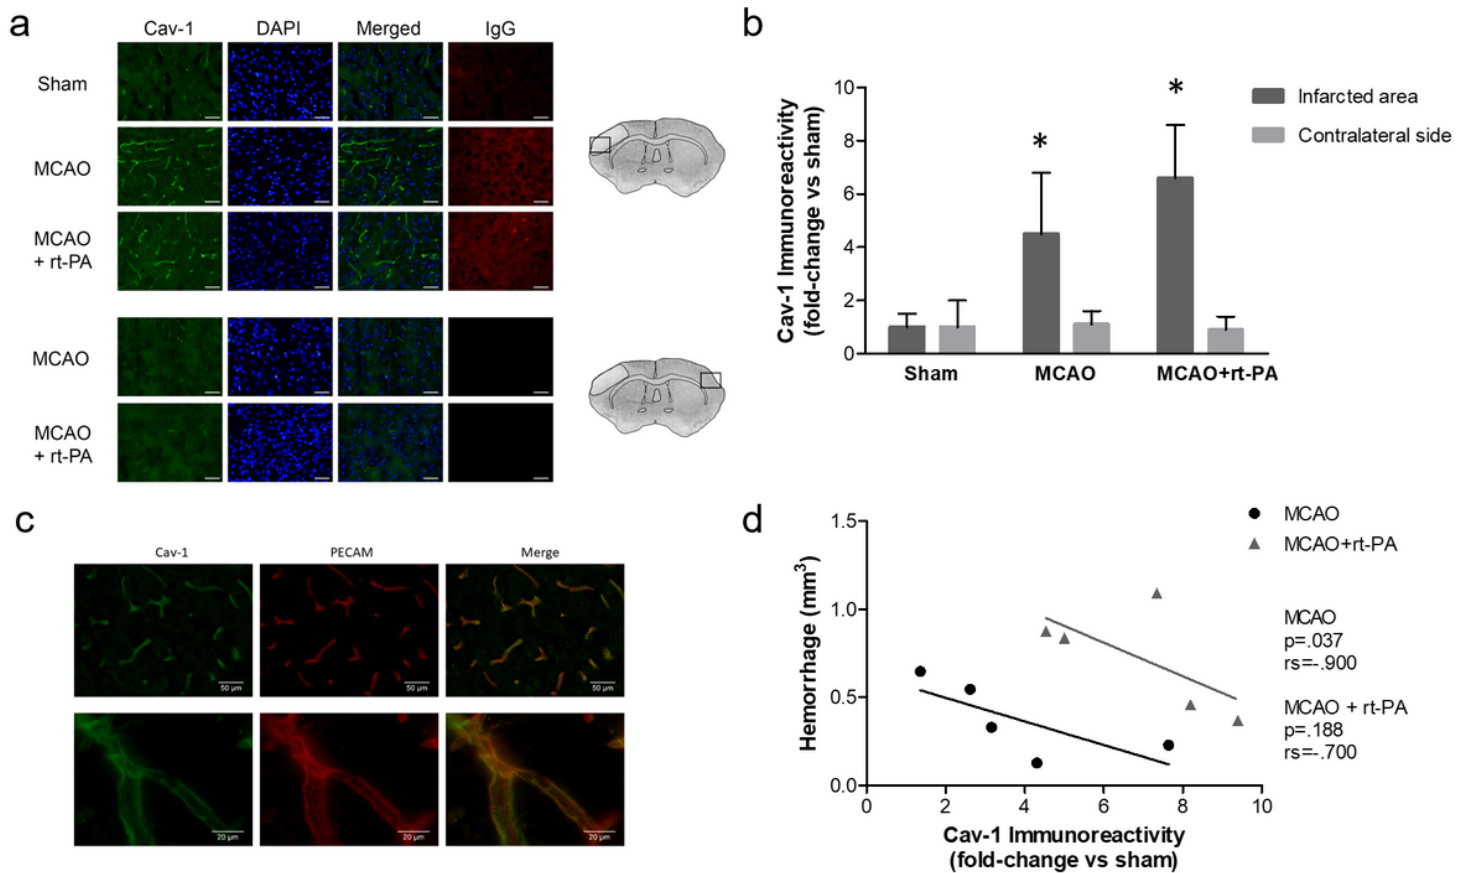 a
Cav-1 DAPI Merged IgG
Sham
MCAO
MCAO
+ rt-PA
MCAO
MCAO
+ rt-PA
b
Cav-1 Immunoreactivity
(fold-change vs sham)
10
8
6
4
2
0
* *
Sham MCAO MCAO+rt-PA
Infarcted area
Contralateral side
c
Cav-1 PECAM Merge
50 µm 50 µm 50 µm
20 µm 20 µm 20 µm
d
Hemorrhage (mm³)
1.5
1.0
0.5
0.0
0 2 4 6 8 10
Cav-1 Immunoreactivity
(fold-change vs sham)
MCAO
MCAO+rt-PA
MCAO
p=.037
rs=-.900
MCAO + rt-PA
p=.188
rs=-.700